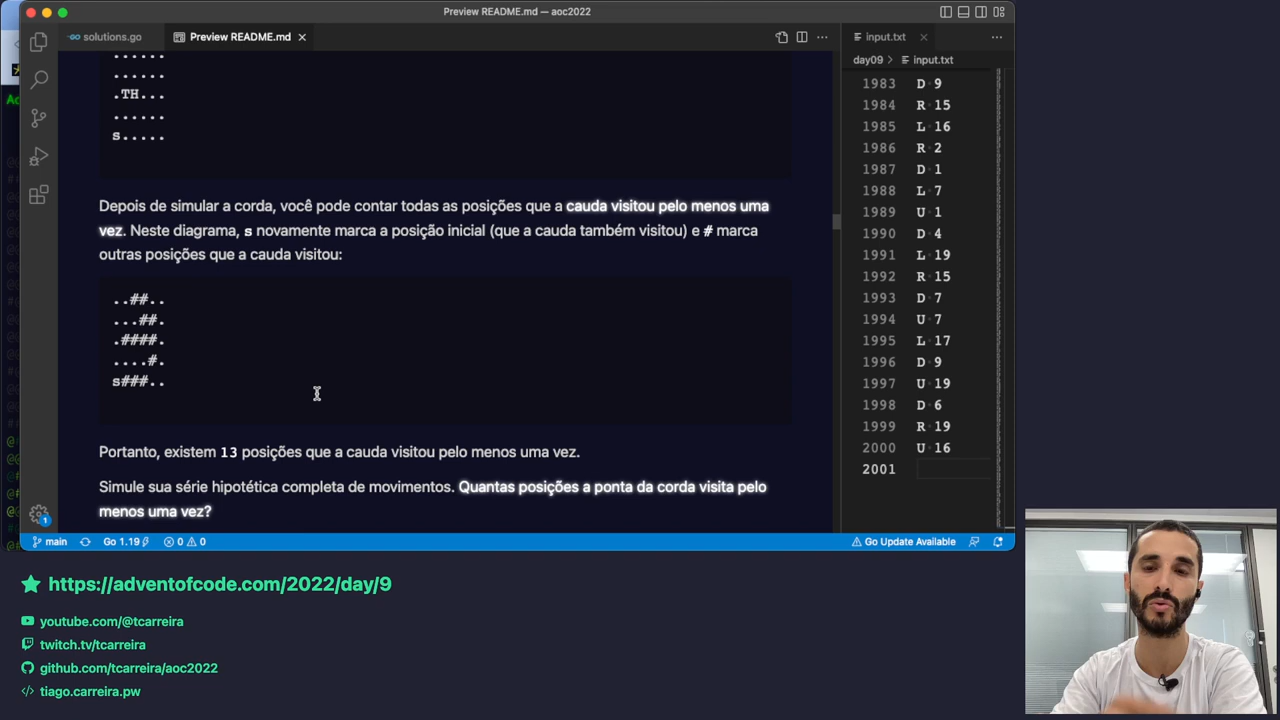 Preview README.md — aoc2022
solutions.go
Preview README.md
input.txt
day09 > input.txt
......
.TH...
......
s.....
Depois de simular a corda, você pode contar todas as posições que a cauda visitou pelo menos uma
vez. Neste diagrama, s novamente marca a posição inicial (que a cauda também visitou) e # marca
outras posições que a cauda visitou:
..##..
...##.
.####.
....#.
s###..
Portanto, existem 13 posições que a cauda visitou pelo menos uma vez.
Simule sua série hipotética completa de movimentos. Quantas posições a ponta da corda visita pelo
menos uma vez?
1983 D 9
1984 R 15
1985 L 16
1986 R 2
1987 D 1
1988 L 7
1989 U 1
1990 D 4
1991 L 19
1992 R 15
1993 D 7
1994 U 7
1995 L 17
1996 D 9
1997 U 19
1998 D 6
1999 R 19
2000 U 16
2001
1
main Go 1.19 0 0 Go Update Available
https://adventofcode.com/2022/day/9
youtube.com/@tcarreira
twitch.tv/tcarreira
github.com/tcarreira/aoc2022
tiago.carreira.pw